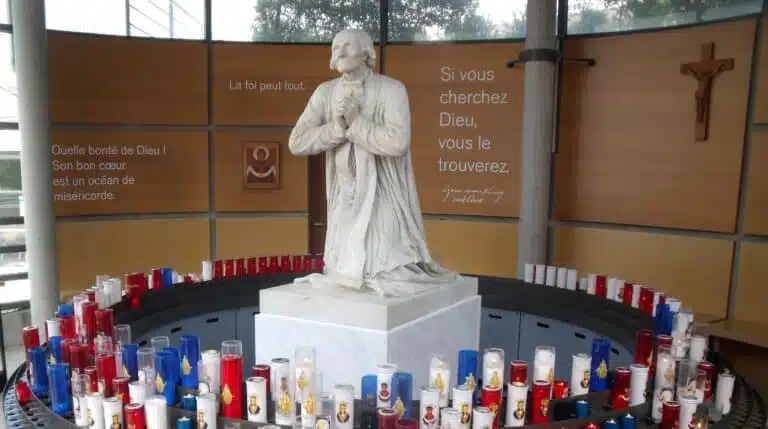 La foi peut tout.
Quelle bonté de Dieu !
Son bon cœur
est un océan de
miséricorde.
Si vous
cherchez
Dieu,
vous le
trouverez.